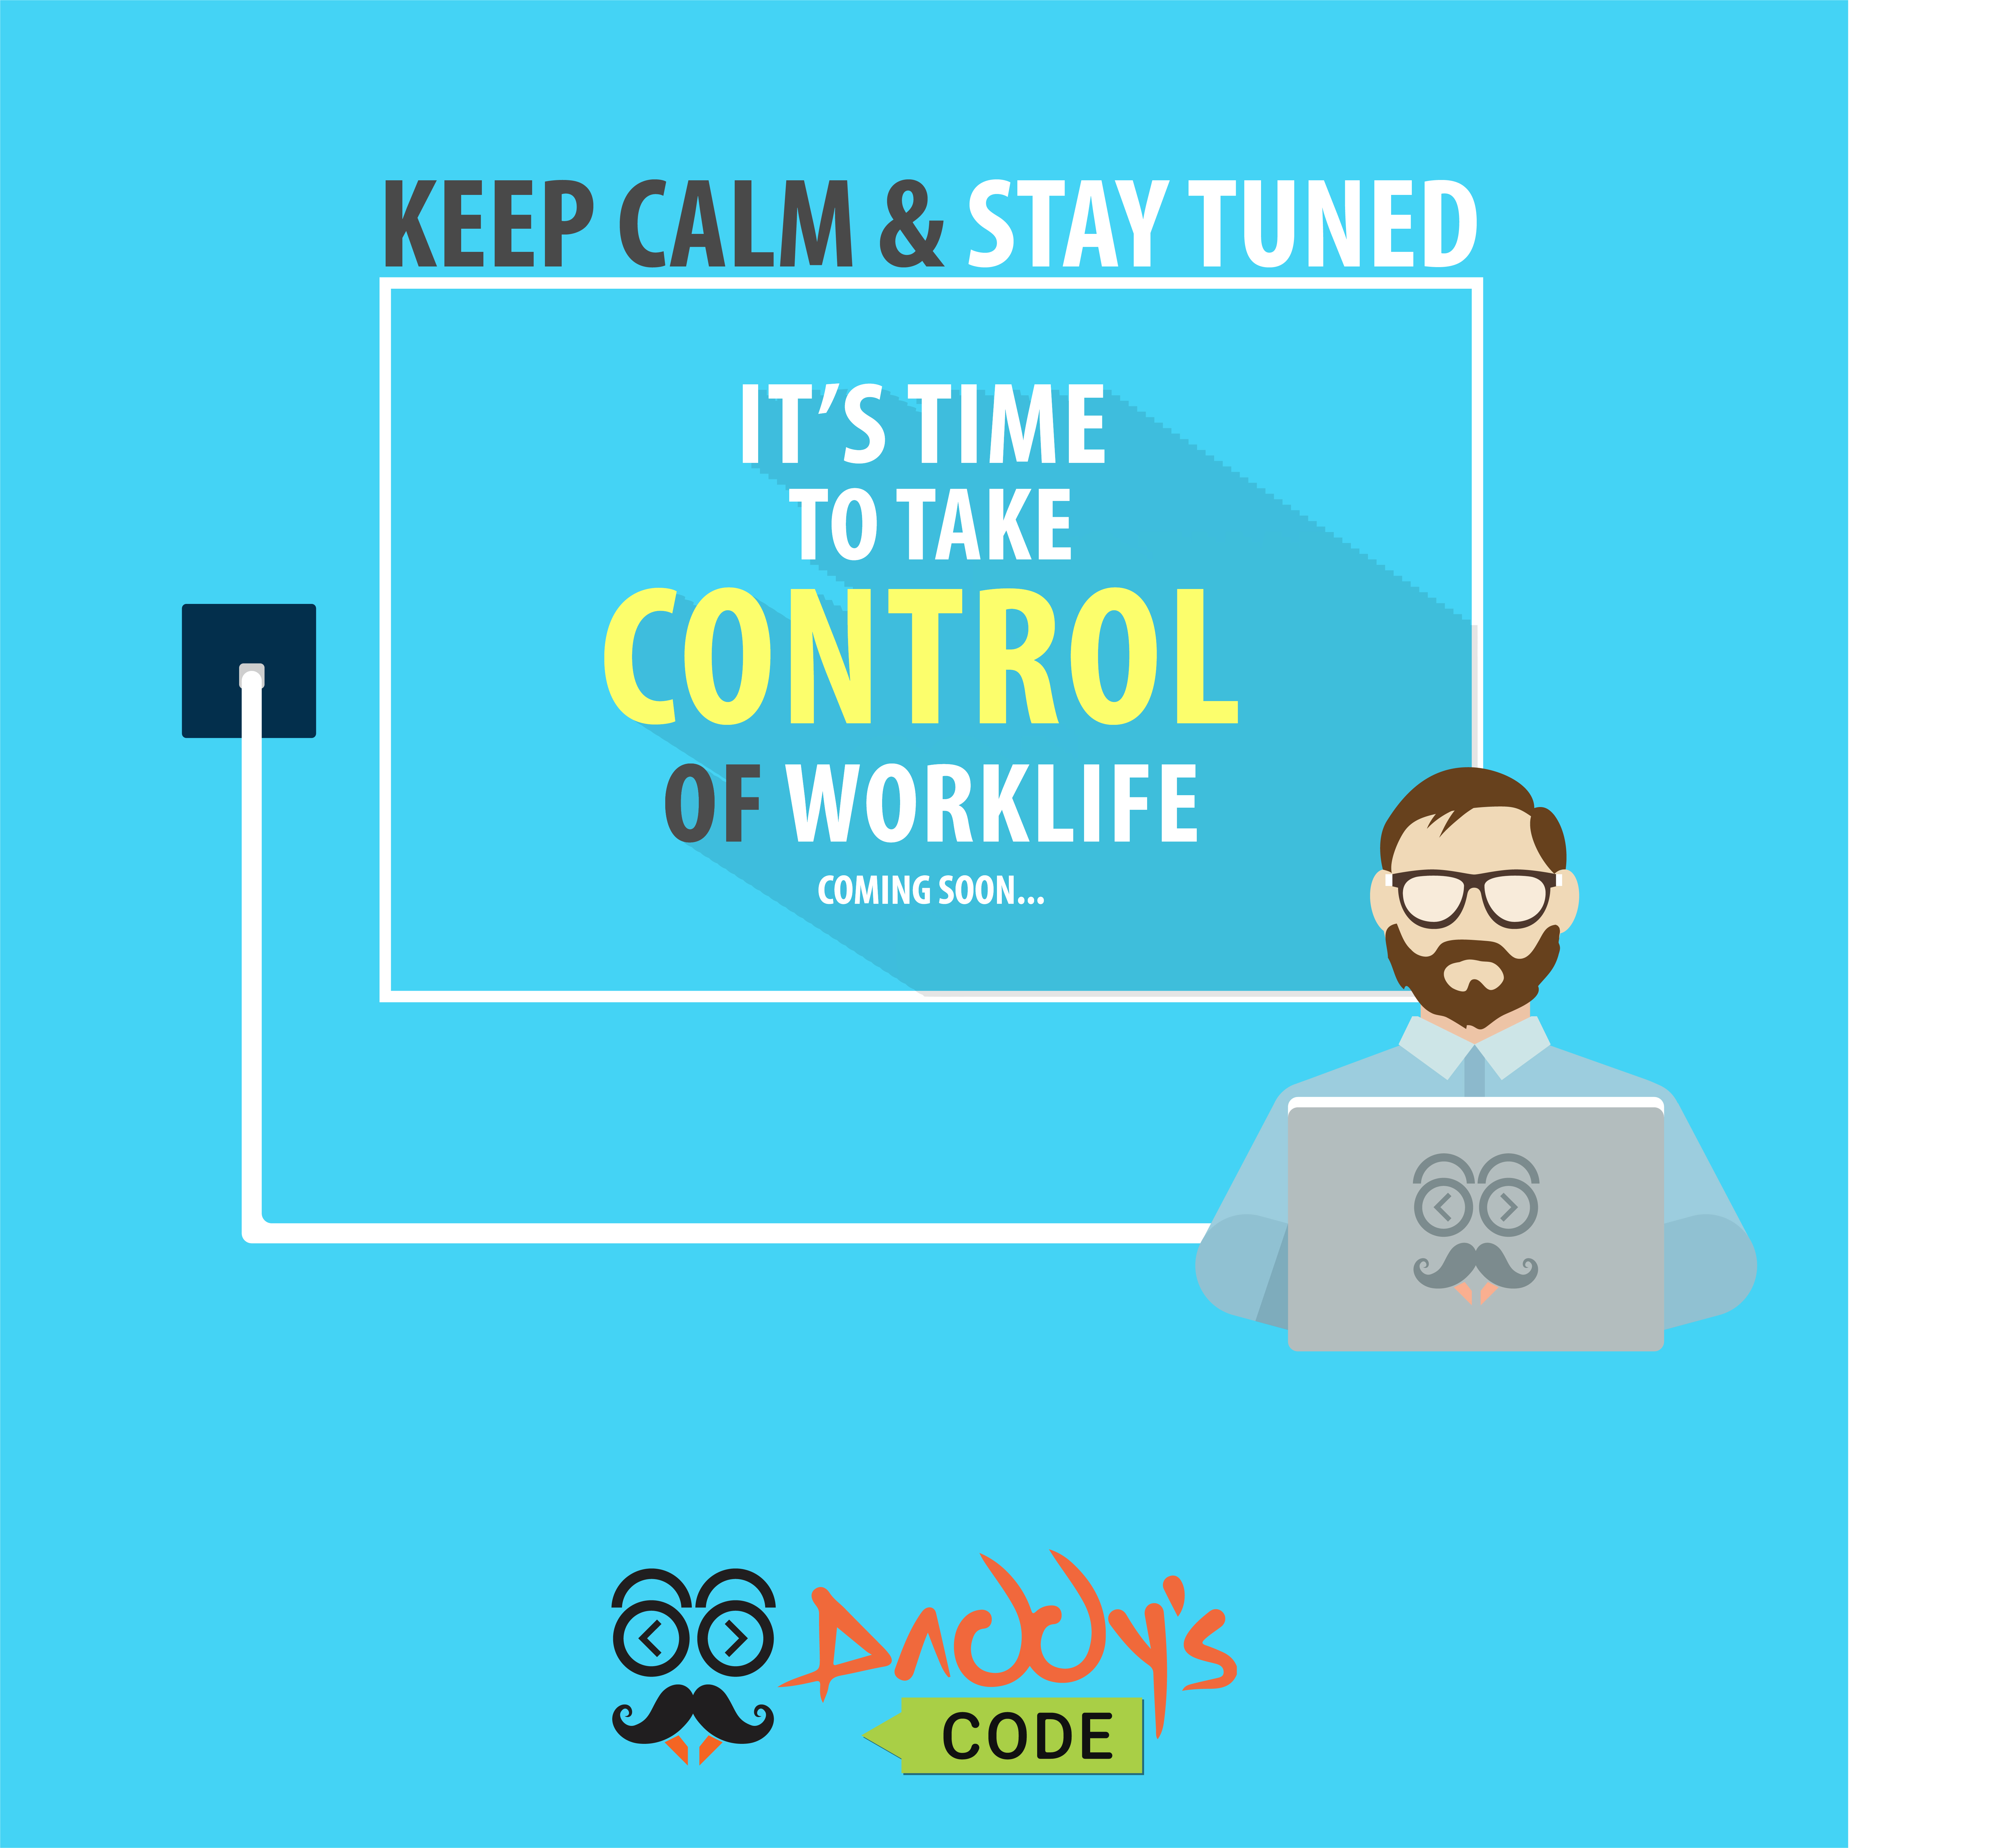 KEEP CALM & STAY TUNED
IT'S TIME
TO TAKE
CONTROL
OF WORKLIFE
COMING SOON...
Daddy's
CODE